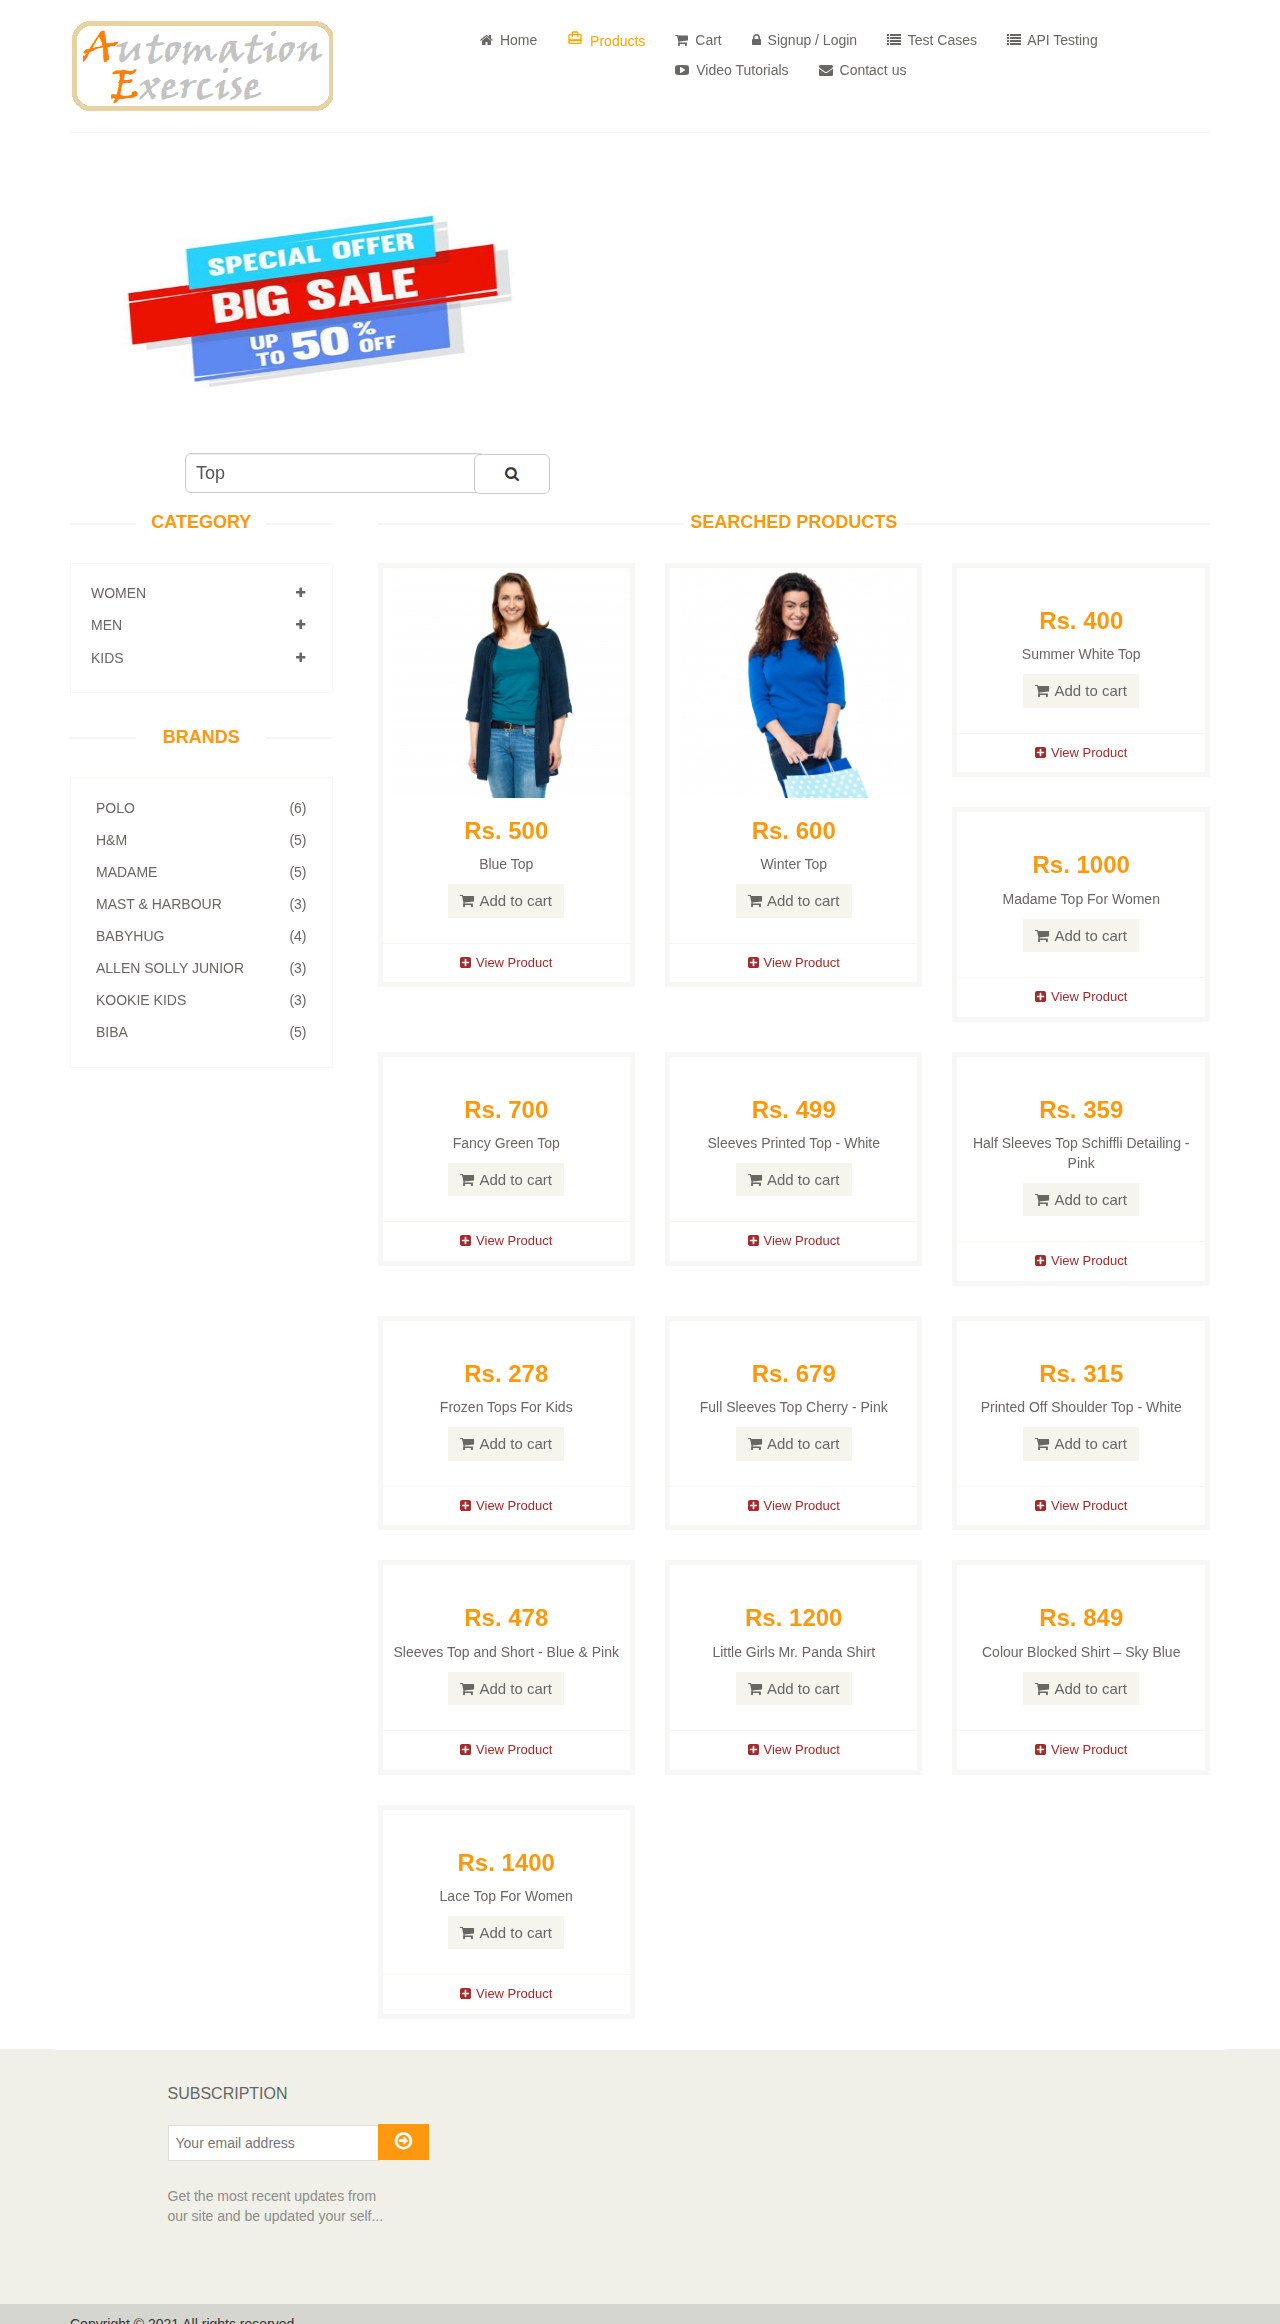 Automation
Exercise
Home
Products
Cart
Signup / Login
Test Cases
API Testing
Video Tutorials
Contact us
SPECIAL OFFER
BIG SALE
UP TO 50% OFF
Top
CATEGORY
WOMEN
MEN
KIDS
BRANDS
POLO (6)
H&M (5)
MADAME (5)
MAST & HARBOUR (3)
BABYHUG (4)
ALLEN SOLLY JUNIOR (3)
KOOKIE KIDS (3)
BIBA (5)
SEARCHED PRODUCTS
Rs. 500
Blue Top
Add to cart
View Product
Rs. 600
Winter Top
Add to cart
View Product
Rs. 400
Summer White Top
Add to cart
View Product
Rs. 1000
Madame Top For Women
Add to cart
View Product
Rs. 700
Fancy Green Top
Add to cart
View Product
Rs. 499
Sleeves Printed Top - White
Add to cart
View Product
Rs. 359
Half Sleeves Top Schiffli Detailing -
Pink
Add to cart
View Product
Rs. 278
Frozen Tops For Kids
Add to cart
View Product
Rs. 679
Full Sleeves Top Cherry - Pink
Add to cart
View Product
Rs. 315
Printed Off Shoulder Top - White
Add to cart
View Product
Rs. 478
Sleeves Top and Short - Blue & Pink
Add to cart
View Product
Rs. 1200
Little Girls Mr. Panda Shirt
Add to cart
View Product
Rs. 849
Colour Blocked Shirt – Sky Blue
Add to cart
View Product
Rs. 1400
Lace Top For Women
Add to cart
View Product
SUBSCRIPTION
Your email address
Get the most recent updates from
our site and be updated your self...
Copyright © 2021 All rights reserved